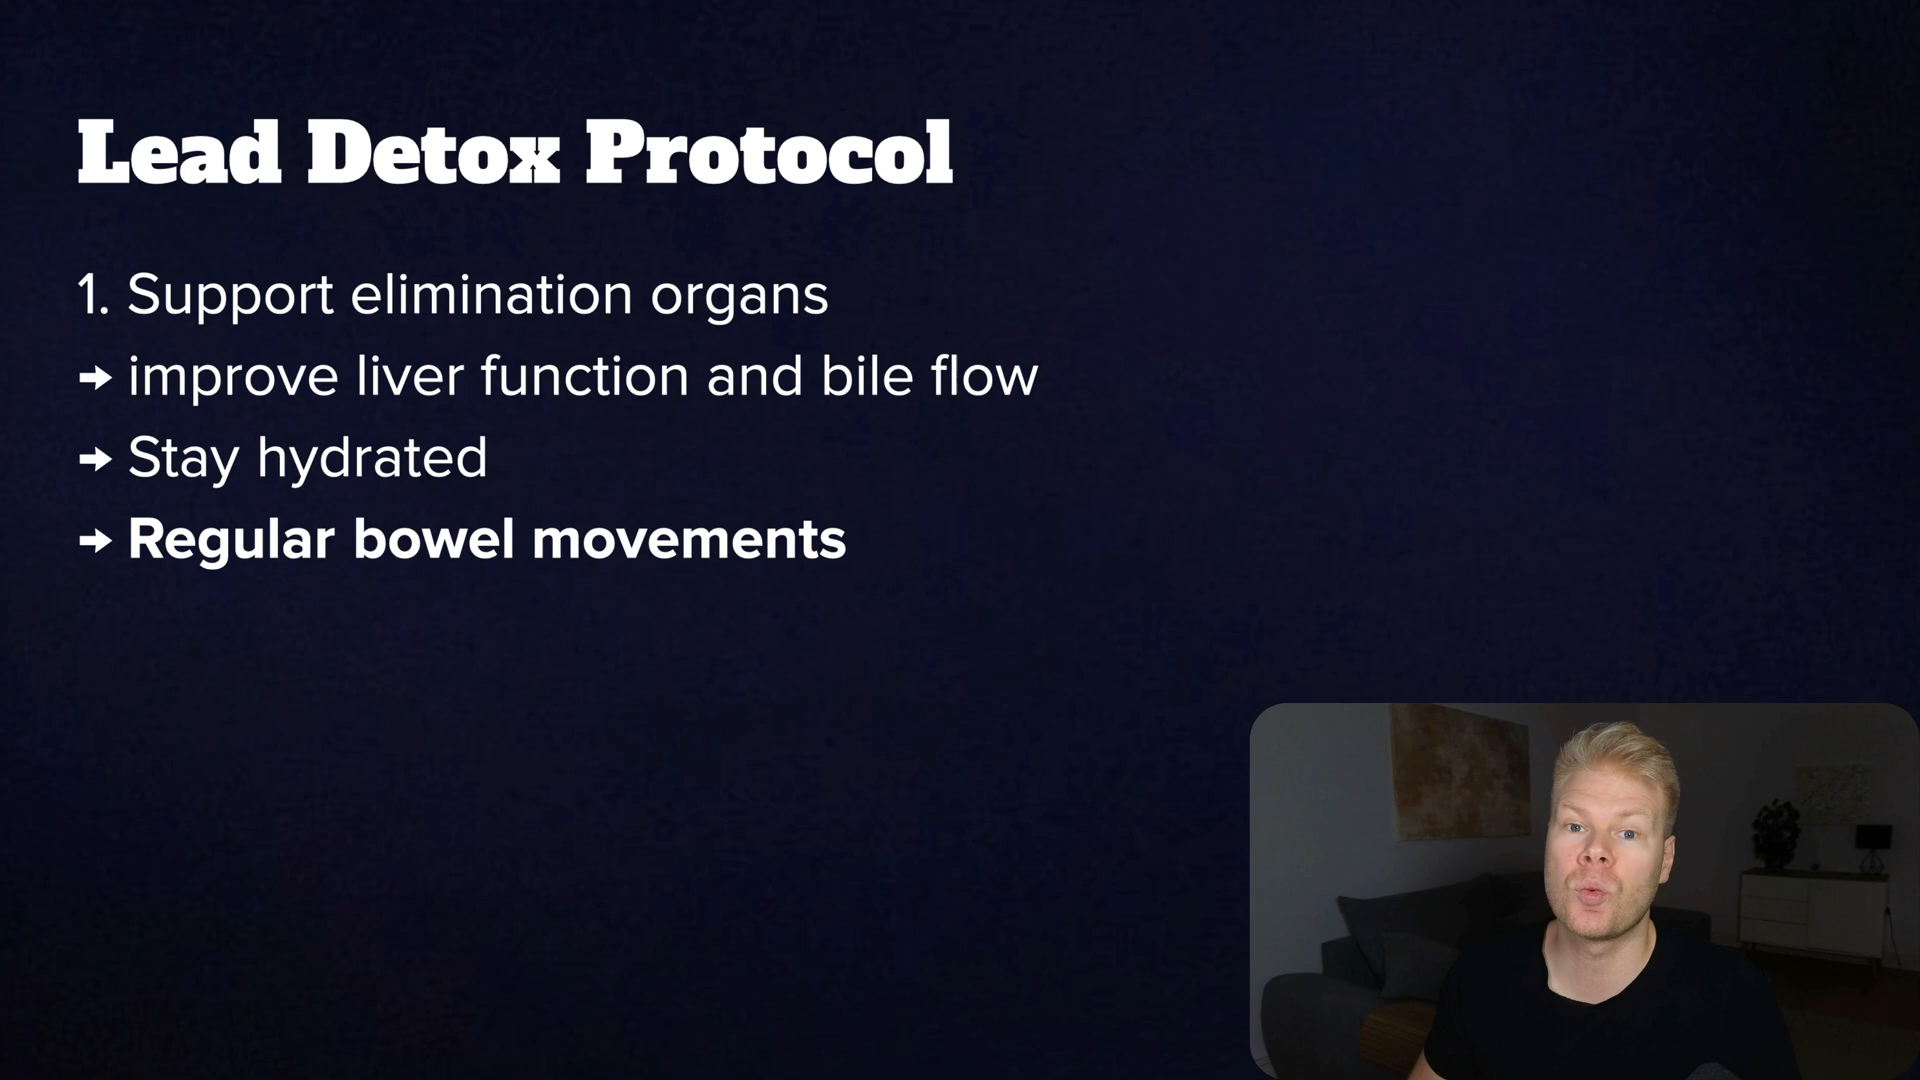 Lead Detox Protocol
1. Support elimination organs
→ improve liver function and bile flow
→ Stay hydrated
→ Regular bowel movements